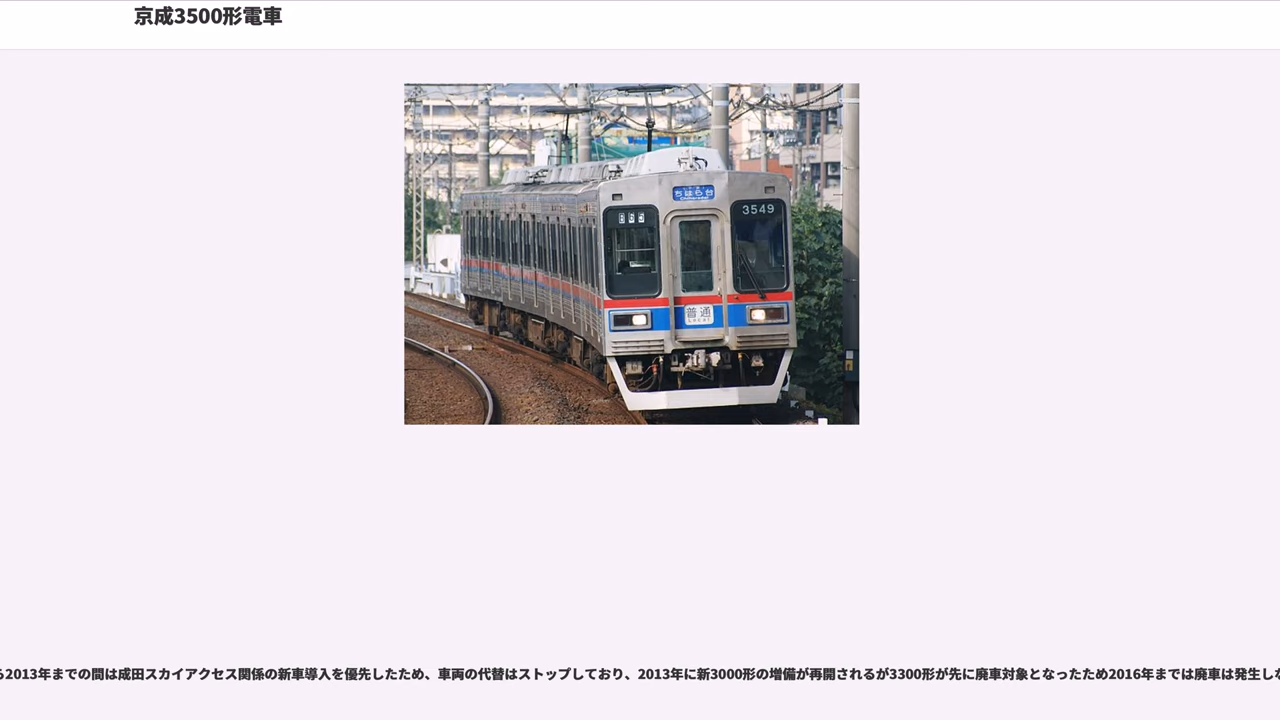 京成3500形電車
ちはら台
B65
3549
普通
2013年までの間は成田スカイアクセス関係の新車導入を優先したため、車両の代替はストップしており、2013年に新3000形の増備が再開されるが3300形が先に廃車対象となったため2016年までは廃車は発生し